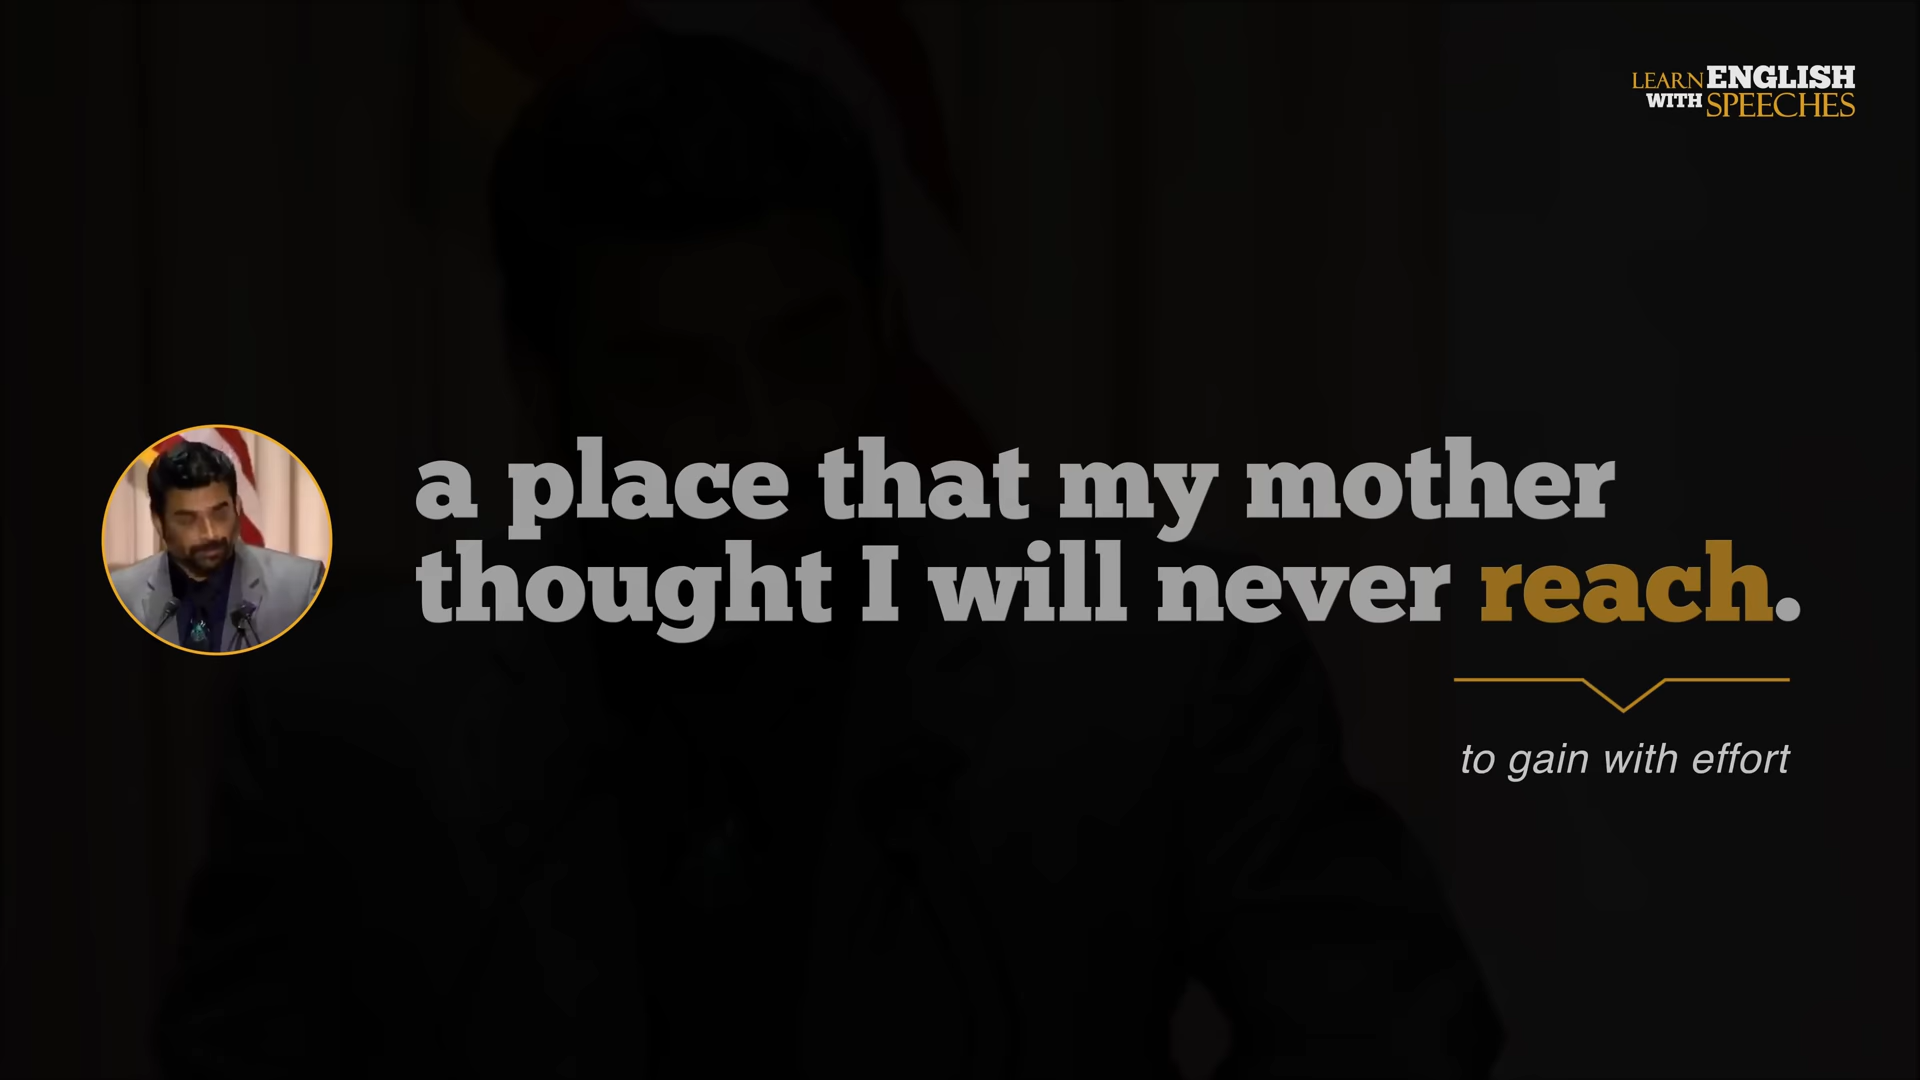 LEARN ENGLISH
WITH SPEECHES
a place that my mother
thought I will never reach.
to gain with effort